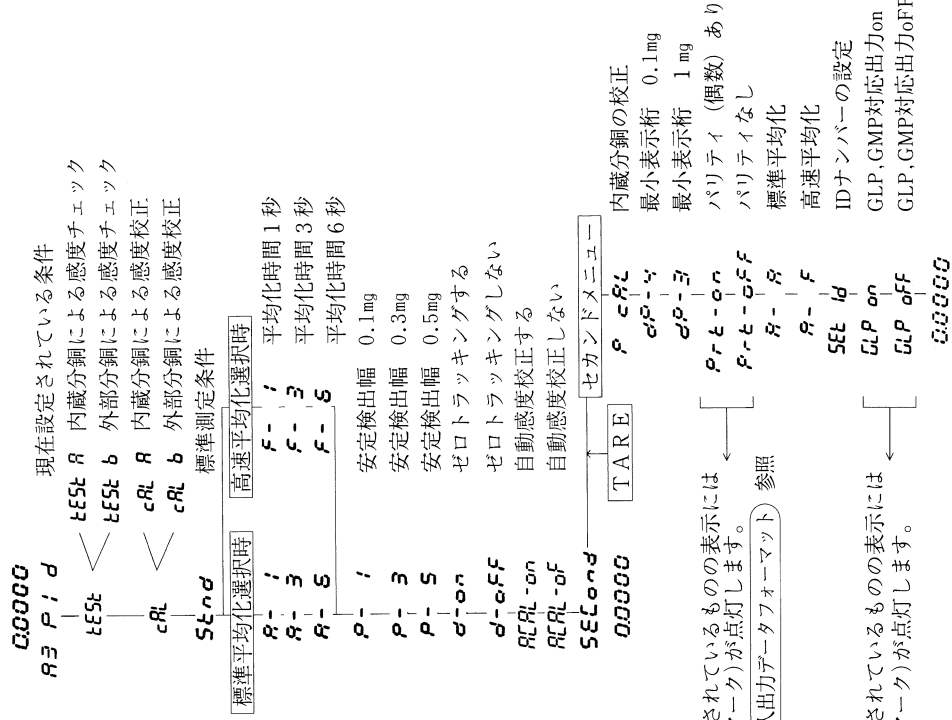 0.0000
A3 P1 d 現在設定されている条件
tESt
tESt A 内蔵分銅による感度チェック
tESt b 外部分銅による感度チェック
cAL
cAL A 内蔵分銅による感度校正
cAL b 外部分銅による感度校正
Stnd 標準測定条件
標準平均化選択時 高速平均化選択時
A- 1 F- 1 平均化時間1秒
A- 3 F- 3 平均化時間3秒
A- 6 F- 6 平均化時間6秒
P- 1 安定検出幅 0.1mg
P- 3 安定検出幅 0.3mg
P- 5 安定検出幅 0.5mg
d-on ゼロトラッキングする
d-oFF ゼロトラッキングしない
ACAL-on 自動感度校正する
ACAL-oF 自動感度校正しない
SECond
TARE
セカンドメニュー
0.0000
P cAL 内蔵分銅の校正
dP-4 最小表示桁 0.1mg
dP-3 最小表示桁 1mg
Prt-on パリティ(偶数)あり
Prt-oFF パリティなし
A- A 標準平均化
A- F 高速平均化
SEt Id IDナンバーの設定
GLP on GLP,GMP対応出力on
GLP oFF GLP,GMP対応出力oFF
0.0000
されているものの表示には
ーク)が点灯します。
出力データフォーマット 参照
されているものの表示には
ーク)が点灯します。